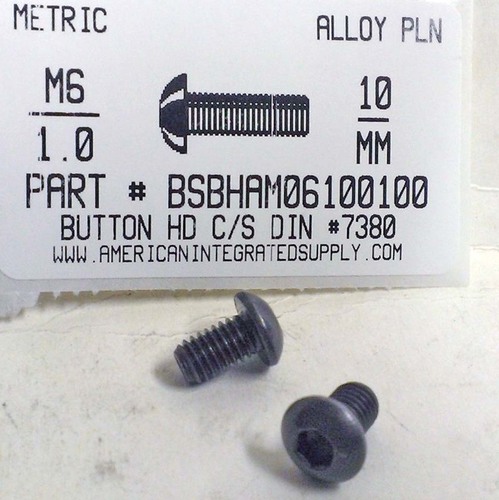 METRIC
ALLOY PLN
M6
1.0
10
MM
PART # BSBHAM06100100
BUTTON HD C/S DIN #7380
WWW.AMERICANINTEGRATEDSUPPLY.COM